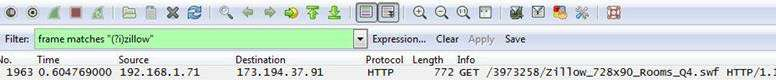 Filter: frame matches "(?i)zillow" Expression... Clear Apply Save
No. Time Source Destination Protocol Length Info
1963 0.604769000 192.168.1.71 173.194.37.91 HTTP 772 GET /3973258/Zillow_728x90_Rooms_Q4.swf HTTP/1.